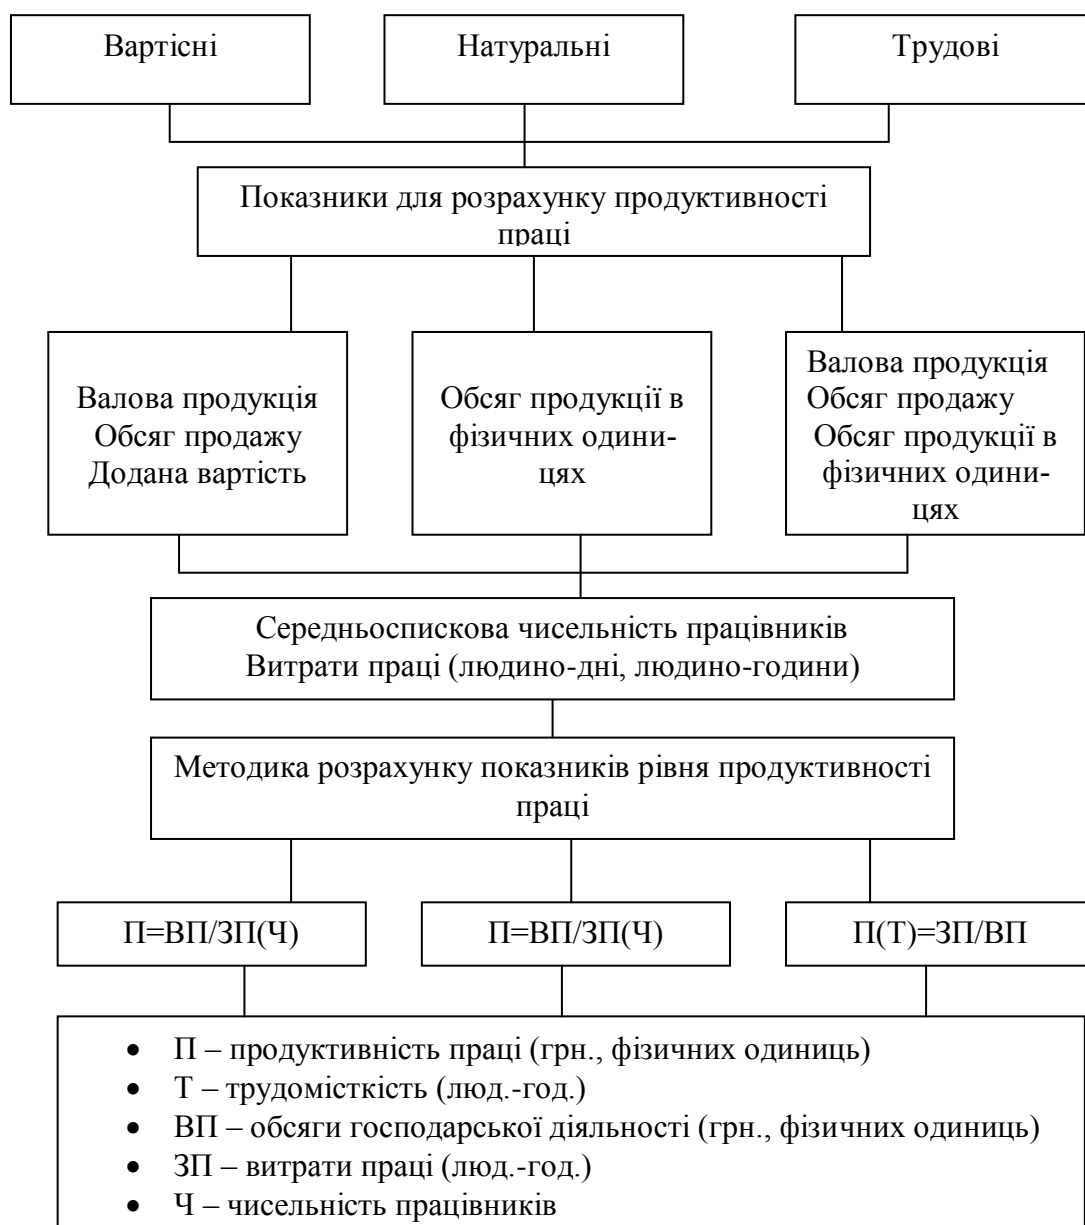 Вартісні
Натуральні
Трудові
Показники для розрахунку продуктивності
праці
Валова продукція
Обсяг продажу
Додана вартість
Обсяг продукції в
фізичних одини-
цях
Валова продукція
Обсяг продажу
Обсяг продукції в
фізичних одини-
цях
Середньоспискова чисельність працівників
Витрати праці (людино-дні, людино-години)
Методика розрахунку показників рівня продуктивності
праці
П=ВП/ЗП(Ч)
П=ВП/ЗП(Ч)
П(Т)=ЗП/ВП
• П – продуктивність праці (грн., фізичних одиниць)
• Т – трудомісткість (люд.-год.)
• ВП – обсяги господарської діяльності (грн., фізичних одиниць)
• ЗП – витрати праці (люд.-год.)
• Ч – чисельність працівників